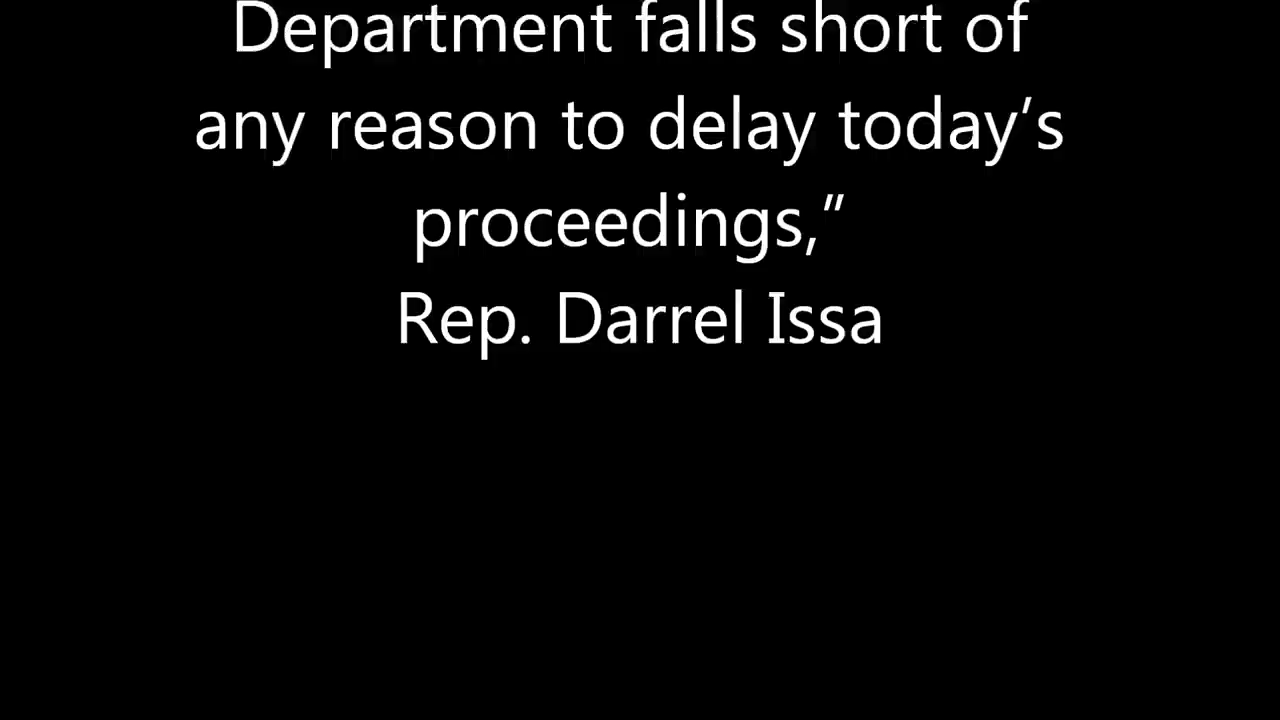 Department falls short of
any reason to delay today’s
proceedings,”
Rep. Darrel Issa